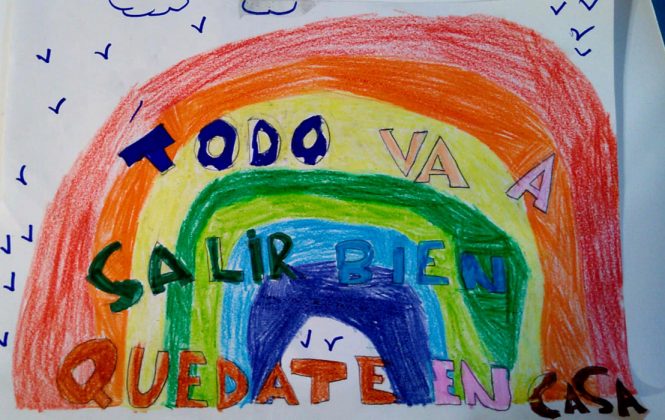 TODO VA A
SALIR BIEN
QUEDATE EN CASA